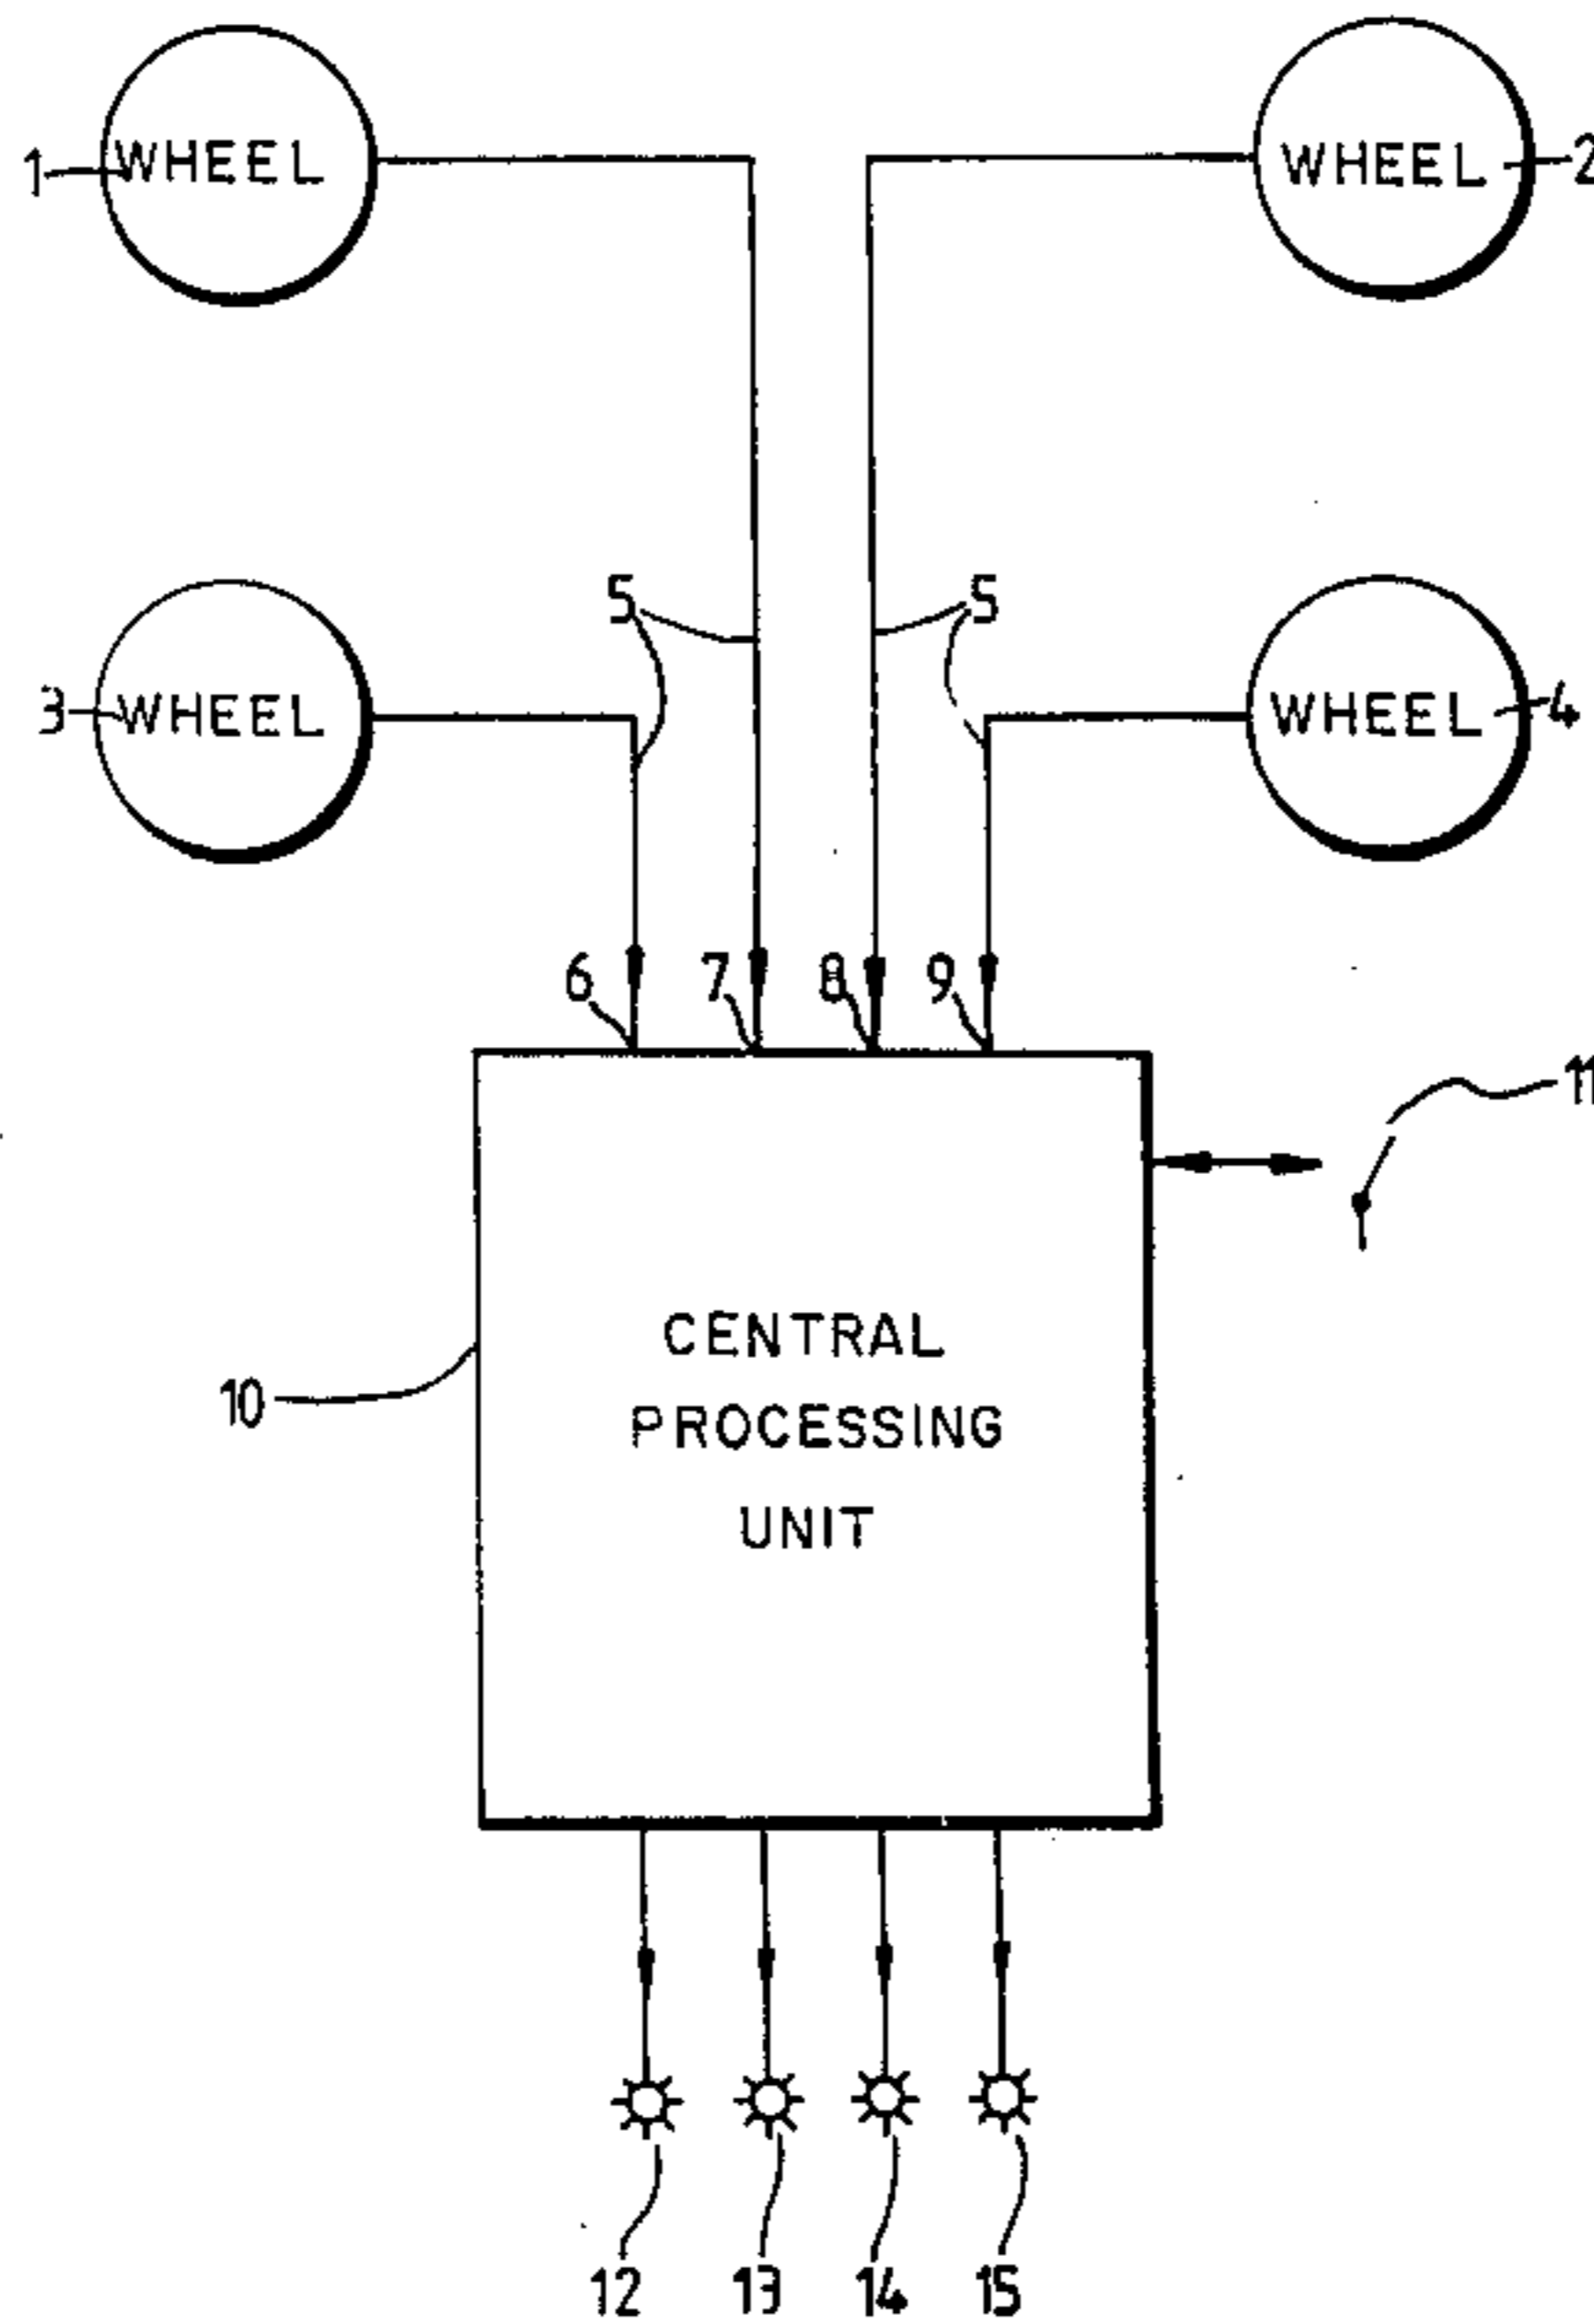 1 WHEEL
WHEEL 2
5 5
3 WHEEL
WHEEL 4
6 7 8 9
11
CENTRAL
10
PROCESSING
UNIT
12 13 14 15